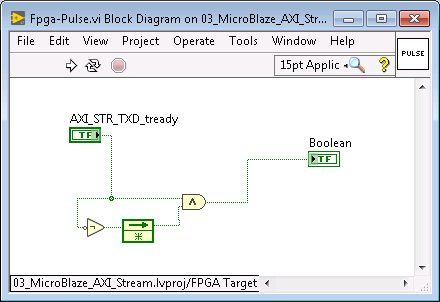 Fpga-Pulse.vi Block Diagram on 03_MicroBlaze_AXI_Str...
File Edit View Project Operate Tools Window Help
15pt Applic
?
PULSE
AXI_STR_TXD_tready
TF
Boolean
TF
03_MicroBlaze_AXI_Stream.lvproj/FPGA Target